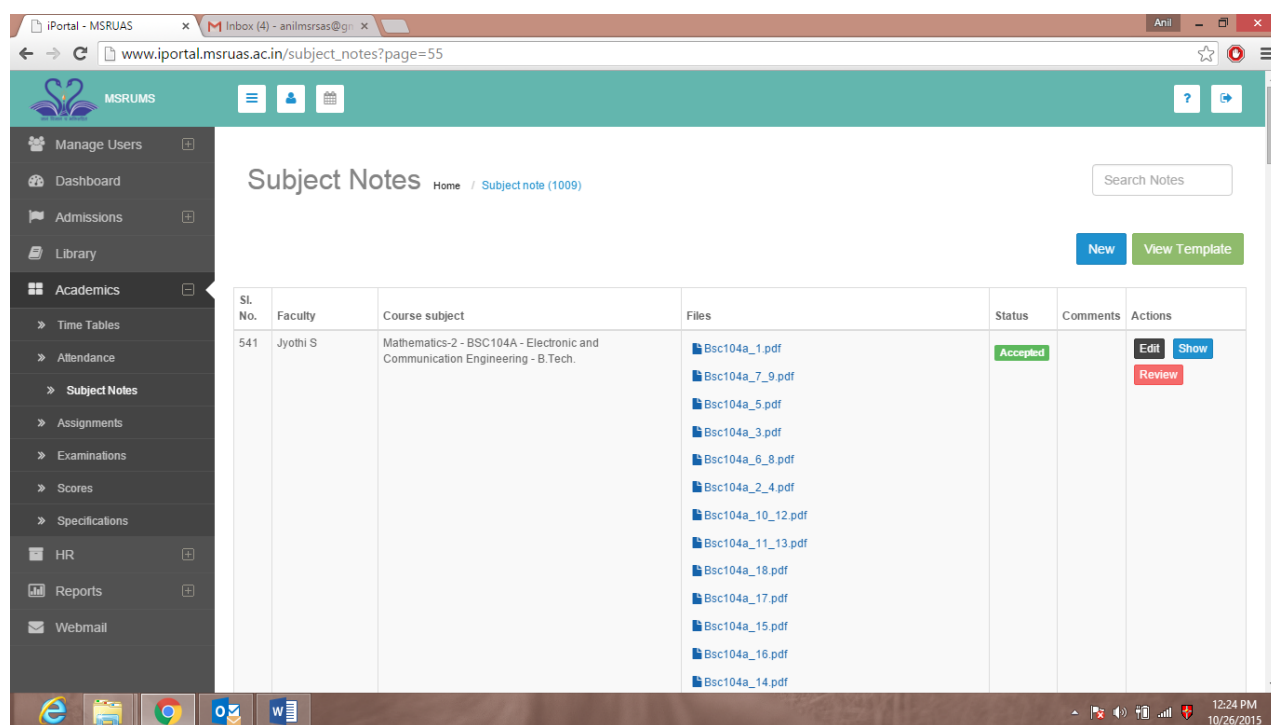 iPortal - MSRUAS
Inbox (4) - anilmsrsas@gn
Anil
www.iportal.msruas.ac.in/subject_notes?page=55
MSRUMS
?
Manage Users
Dashboard
Admissions
Library
Academics
Time Tables
Attendance
Subject Notes
Assignments
Examinations
Scores
Specifications
HR
Reports
Webmail
Subject Notes Home / Subject note (1009)
Search Notes
New View Template
Sl. No. Faculty Course subject Files Status Comments Actions
541 Jyothi S Mathematics-2 - BSC104A - Electronic and
Communication Engineering - B.Tech.
Bsc104a_1.pdf
Bsc104a_7_9.pdf
Bsc104a_5.pdf
Bsc104a_3.pdf
Bsc104a_6_8.pdf
Bsc104a_2_4.pdf
Bsc104a_10_12.pdf
Bsc104a_11_13.pdf
Bsc104a_18.pdf
Bsc104a_17.pdf
Bsc104a_15.pdf
Bsc104a_16.pdf
Bsc104a_14.pdf
Accepted
Edit Show
Review
12:24 PM
10/26/2015